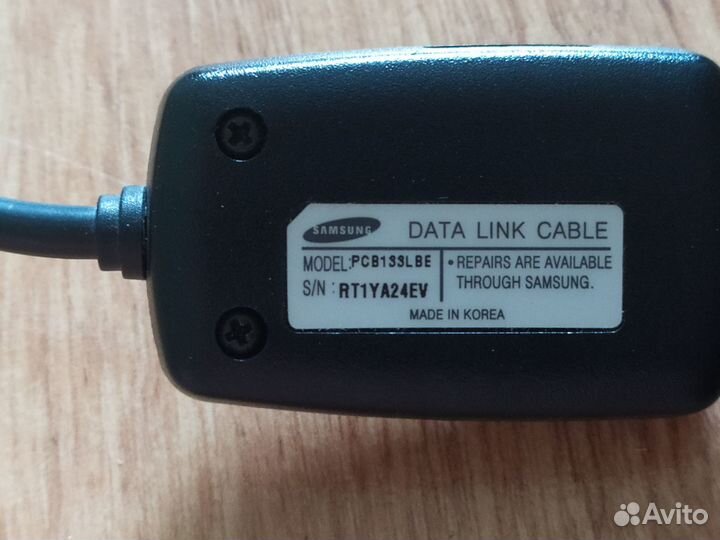 SAMSUNG DATA LINK CABLE
MODEL: PCB133LBE
• REPAIRS ARE AVAILABLE
THROUGH SAMSUNG.
S/N : RT1YA24EV
MADE IN KOREA
Avito